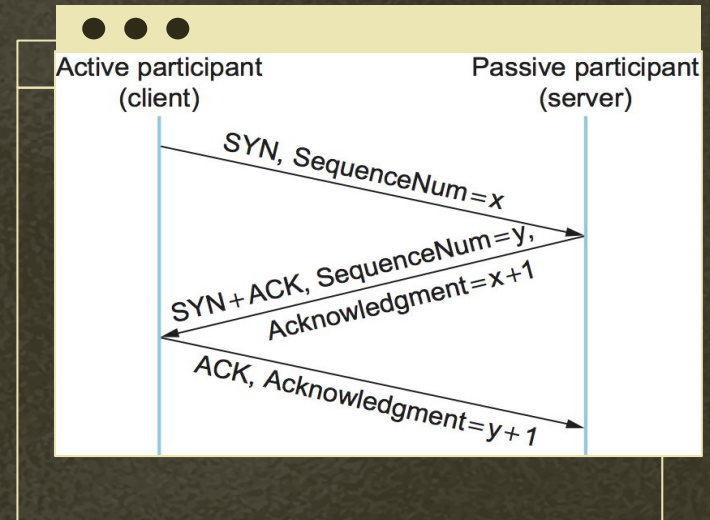 Active participant
(client)
Passive participant
(server)
SYN, SequenceNum=x
SYN+ACK, SequenceNum=y,
Acknowledgment=x+1
ACK, Acknowledgment=y+1